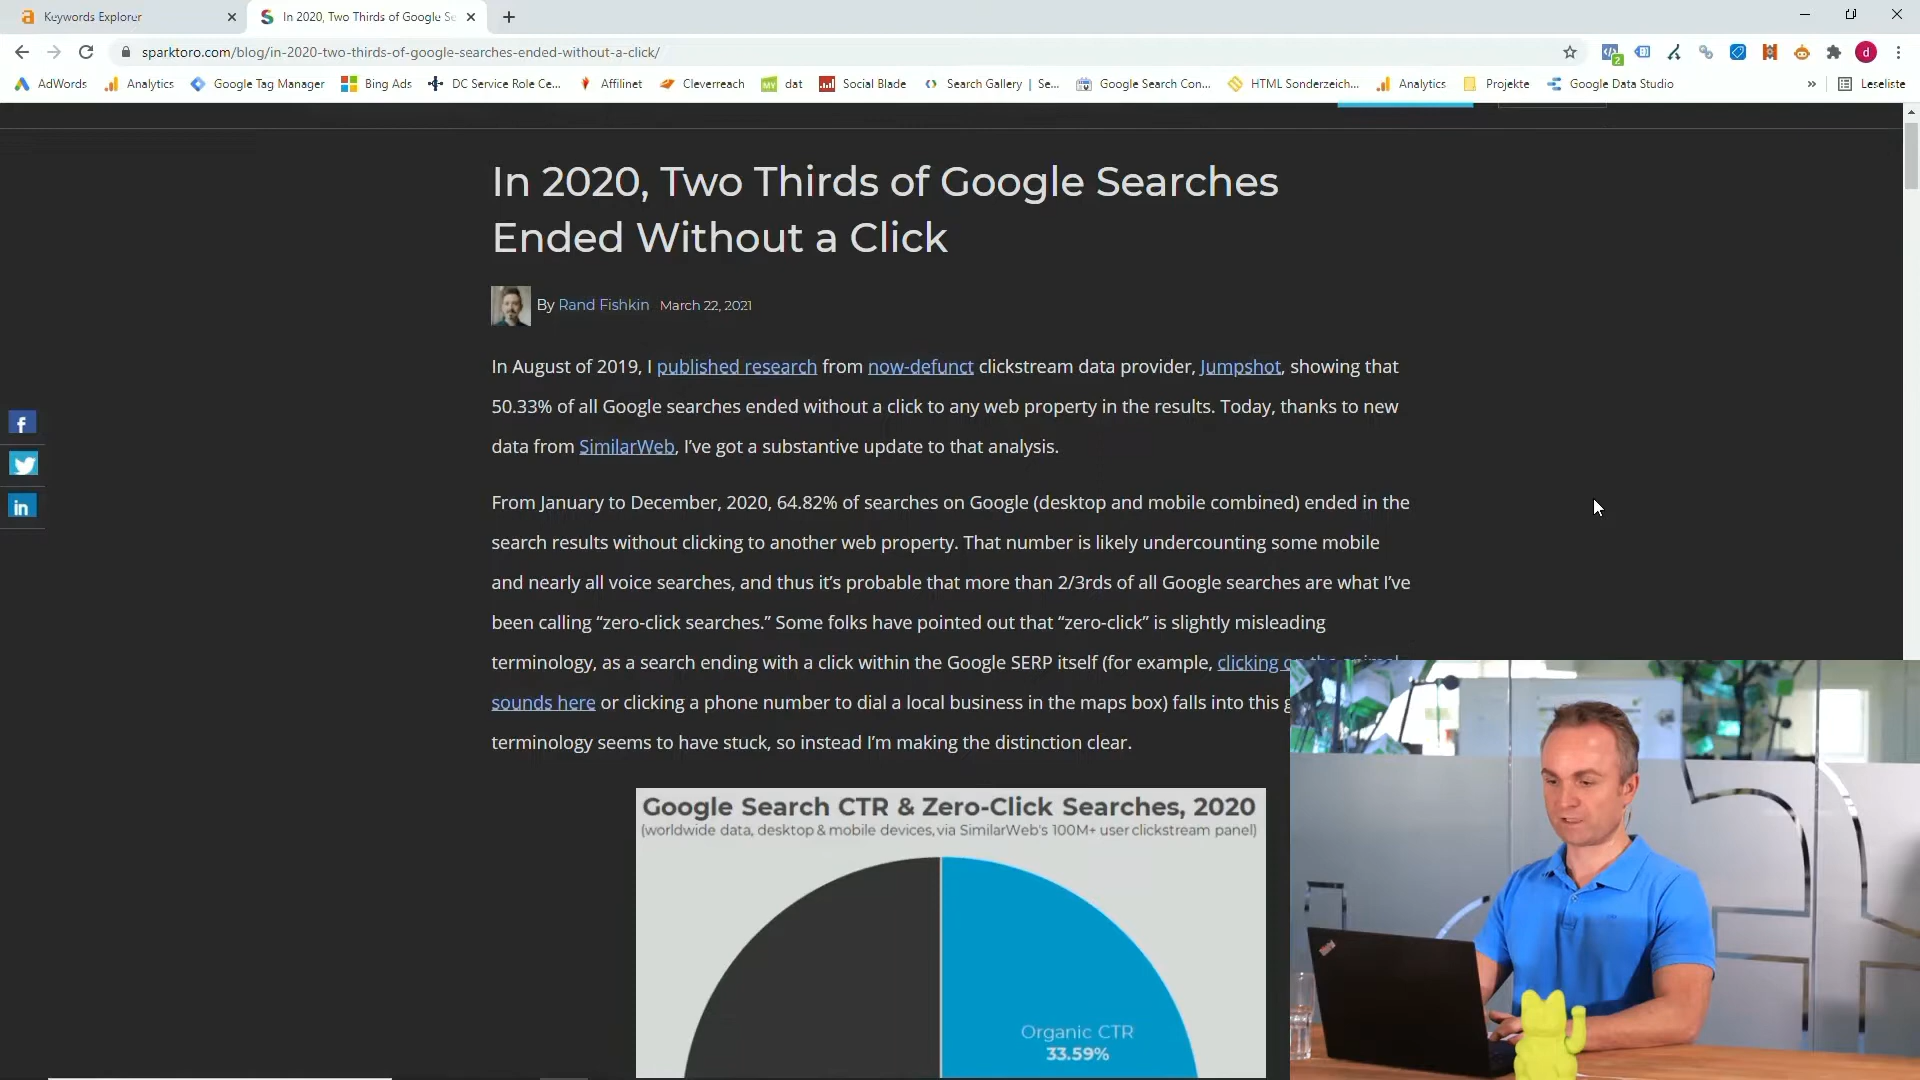 Keywords Explorer
In 2020, Two Thirds of Google Se
sparktoro.com/blog/in-2020-two-thirds-of-google-searches-ended-without-a-click/
2
d
AdWords
Analytics
Google Tag Manager
Bing Ads
DC Service Role Ce...
Affilinet
Cleverreach
MY
dat
Social Blade
Search Gallery | Se...
Google Search Con...
HTML Sonderzeich...
Analytics
Projekte
Google Data Studio
»
Leseliste
In 2020, Two Thirds of Google Searches
Ended Without a Click
By Rand Fishkin March 22, 2021
In August of 2019, I published research from now-defunct clickstream data provider, Jumpshot, showing that
50.33% of all Google searches ended without a click to any web property in the results. Today, thanks to new
data from SimilarWeb, I've got a substantive update to that analysis.
From January to December, 2020, 64.82% of searches on Google (desktop and mobile combined) ended in the
search results without clicking to another web property. That number is likely undercounting some mobile
and nearly all voice searches, and thus it's probable that more than 2/3rds of all Google searches are what I've
been calling “zero-click searches.” Some folks have pointed out that “zero-click” is slightly misleading
terminology, as a search ending with a click within the Google SERP itself (for example, clicking
sounds here or clicking a phone number to dial a local business in the maps box) falls into this
terminology seems to have stuck, so instead I'm making the distinction clear.
f
in
Google Search CTR & Zero-Click Searches, 2020
(worldwide data, desktop & mobile devices, via SimilarWeb's 100M+ user clickstream panel)
Organic CTR
33.59%